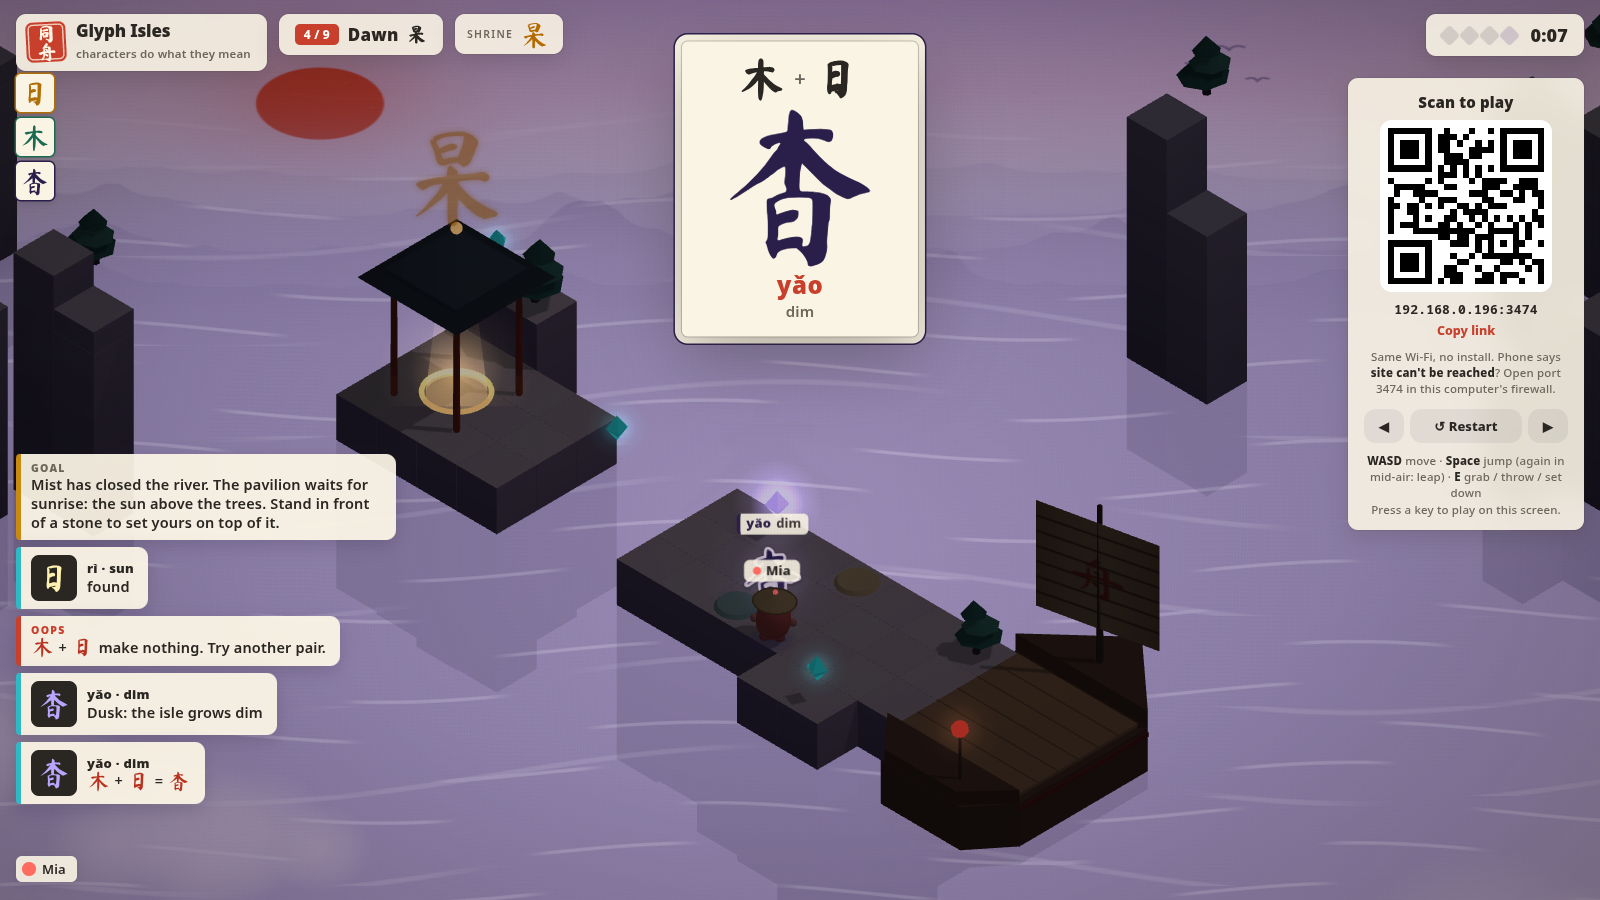 同舟
Glyph Isles
characters do what they mean
4 / 9 Dawn 杲
SHRINE 杲
日
木
杳
杲
木 + 日
杳
yǎo
dim
0:07
Scan to play
192.168.0.196:3474
Copy link
Same Wi-Fi, no install. Phone says
site can't be reached? Open port
3474 in this computer's firewall.
◀ ↺ Restart ▶
WASD move · Space jump (again in
mid-air: leap) · E grab / throw / set
down
Press a key to play on this screen.
GOAL
Mist has closed the river. The pavilion waits for
sunrise: the sun above the trees. Stand in front
of a stone to set yours on top of it.
日
rì · sun
found
OOPS
木 + 日 make nothing. Try another pair.
杳
yǎo · dim
Dusk: the isle grows dim
杳
yǎo · dim
木 + 日 = 杳
yǎo dim
Mia
Mia